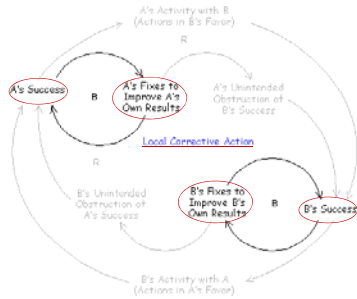 A's Activity with B
(Actions in B's Favor)
R
A's Success
B
A's Fixes to
Improve A's
Own Results
A's Unintended
Obstruction of
B's Success
Local Corrective Action
R
B's Unintended
Obstruction of
A's Success
B's Fixes to
Improve B's
Own Results
B
B's Success
B's Activity with A
(Actions in A's Favor)